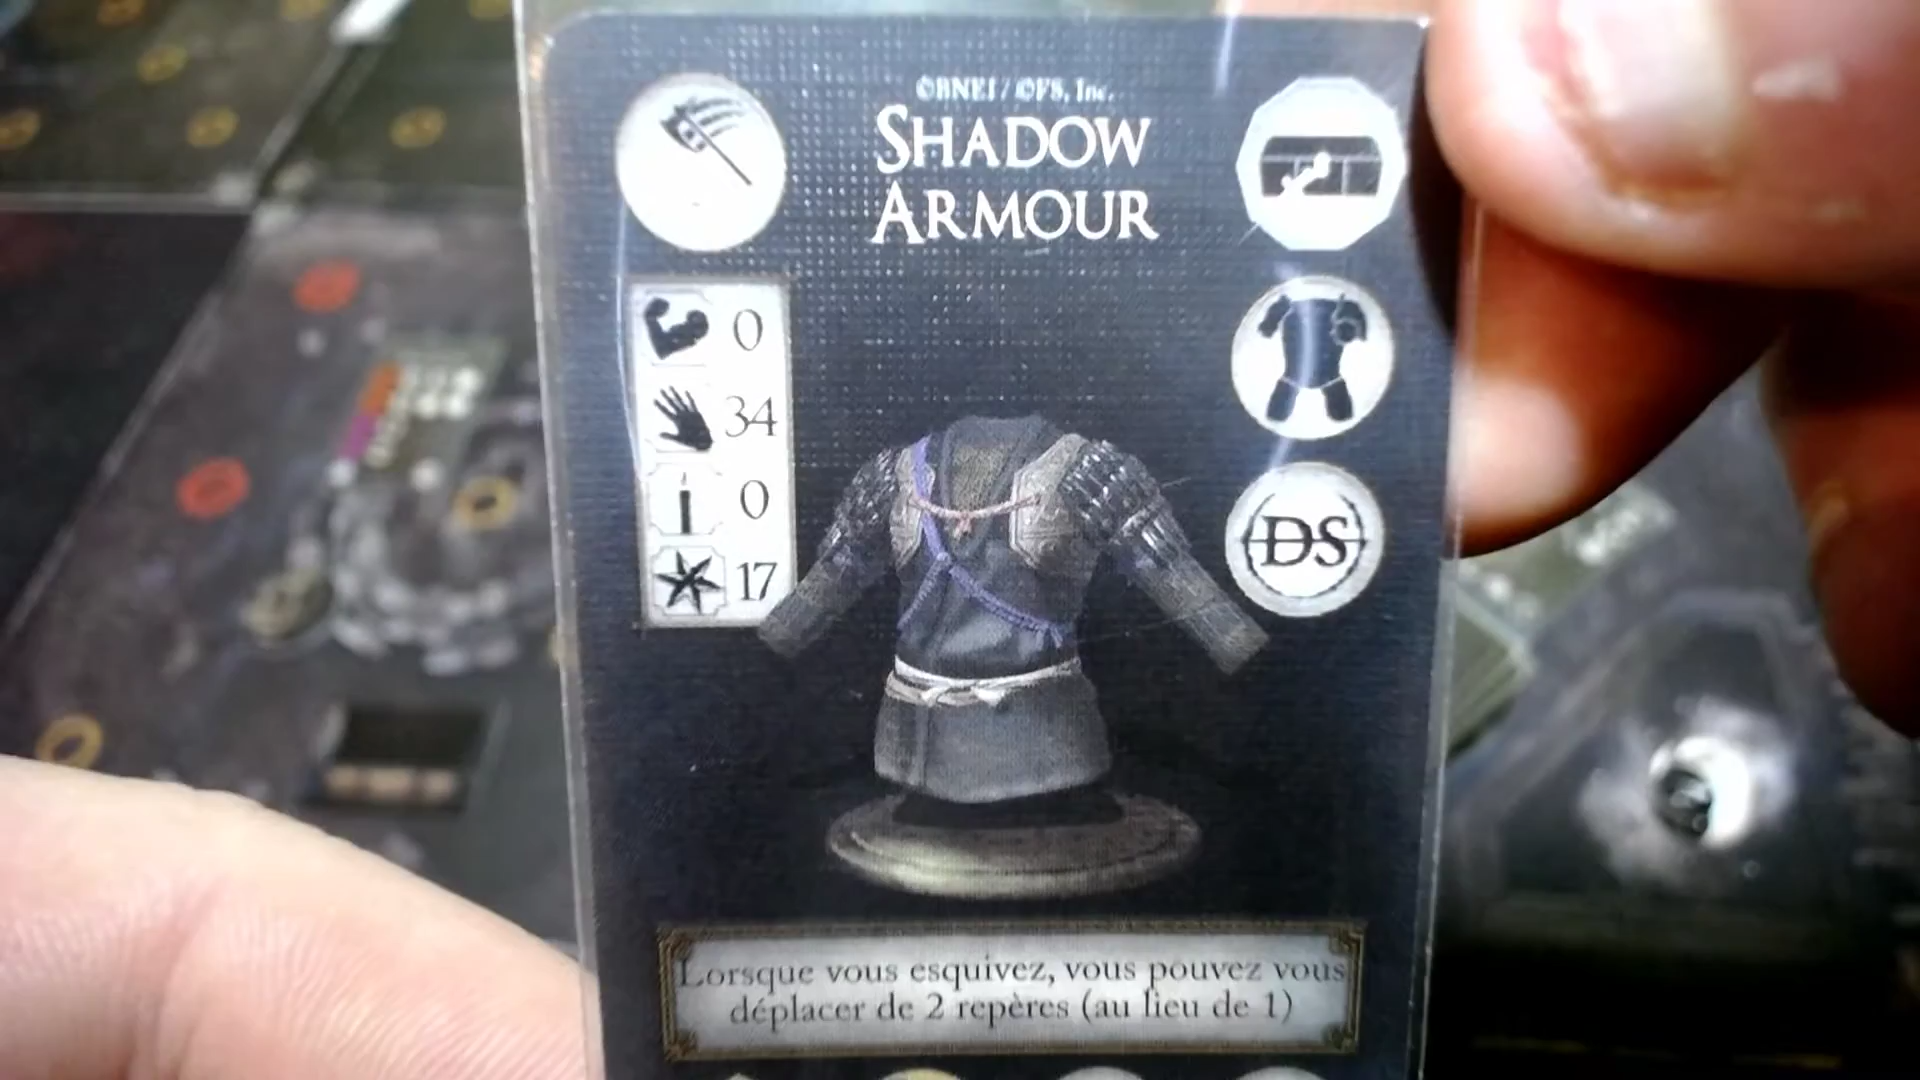 ©BNEI / ©FS, Inc.
SHADOW
ARMOUR
0
34
0
17
DS
Lorsque vous esquivez, vous pouvez vous
déplacer de 2 repères (au lieu de 1)